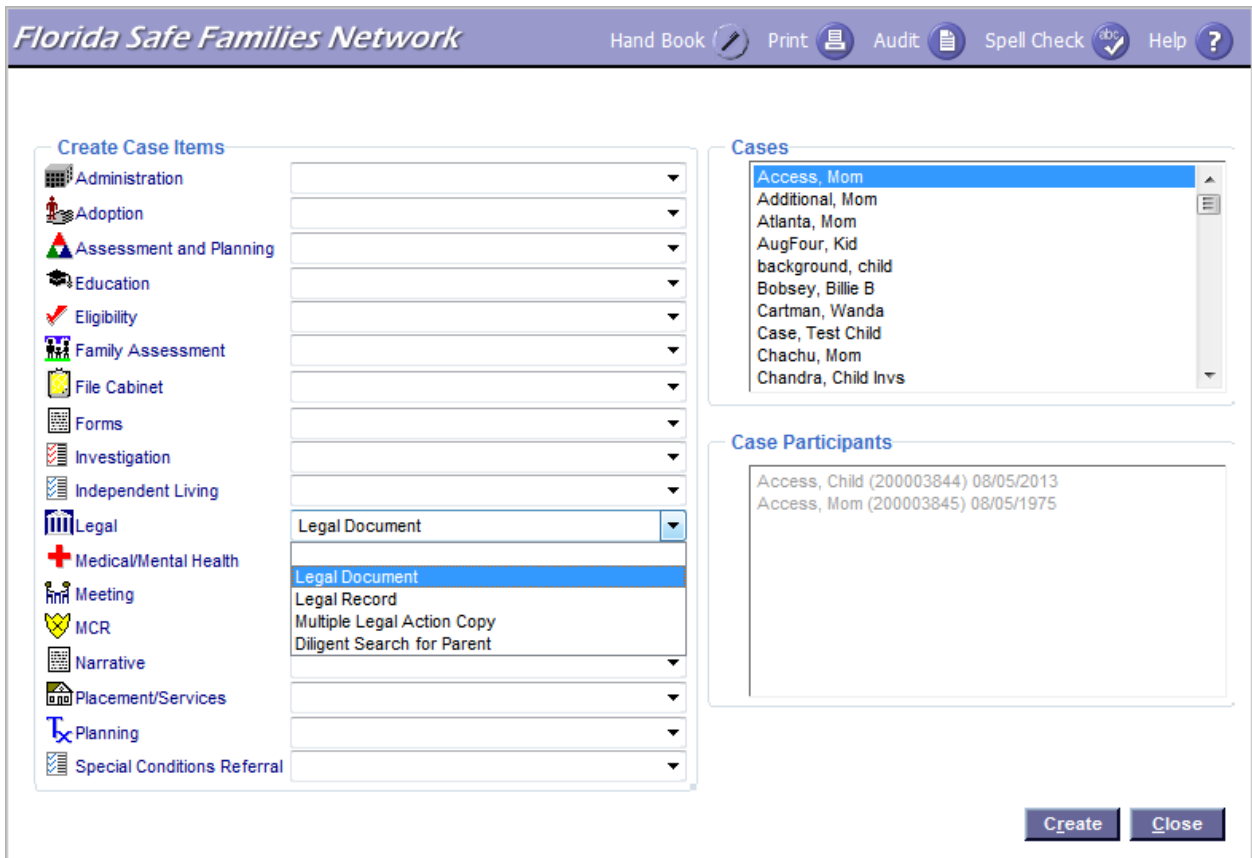 Florida Safe Families Network
Hand Book Print Audit abc Spell Check Help ?
Create Case Items
Administration
Adoption
Assessment and Planning
Education
Eligibility
Family Assessment
File Cabinet
Forms
Investigation
Independent Living
Legal Legal Document
Legal Document
Legal Record
Multiple Legal Action Copy
Diligent Search for Parent
Medical/Mental Health
Meeting
MCR
Narrative
Placement/Services
Tx Planning
Special Conditions Referral
Cases
Access, Mom
Additional, Mom
Atlanta, Mom
AugFour, Kid
background, child
Bobsey, Billie B
Cartman, Wanda
Case, Test Child
Chachu, Mom
Chandra, Child Invs
Case Participants
Access, Child (200003844) 08/05/2013
Access, Mom (200003845) 08/05/1975
Create Close